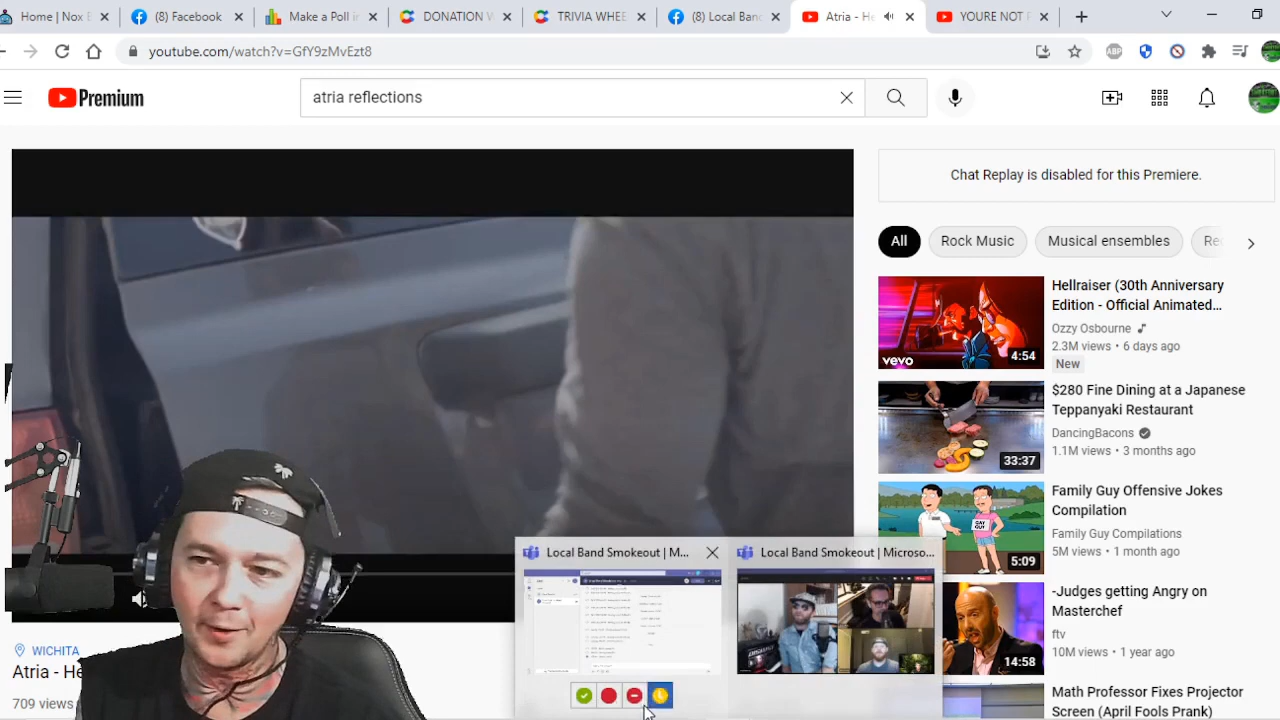 Home | Nox E
(8) Facebook
Make a Poll in
DONATION W
TRIVIA WHEE
(8) Local Ban
Atria - He
YOURE NOT
youtube.com/watch?v=GfY9zMvEzt8
ABP
Premium
atria reflections
Chat Replay is disabled for this Premiere.
All
Rock Music
Musical ensembles
Re
Hellraiser (30th Anniversary
Edition - Official Animated...
Ozzy Osbourne
2.3M views • 6 days ago
New
vevo
4:54
$280 Fine Dining at a Japanese
Teppanyaki Restaurant
DancingBacons
1.1M views • 3 months ago
33:37
Family Guy Offensive Jokes
Compilation
Family Guy Compilations
5M views • 1 month ago
GAY
GUY
5:09
-Judges getting Angry on
Masterchef
10M views • 1 year ago
14:58
Math Professor Fixes Projector
Screen (April Fools Prank)
Local Band Smokeout | M...
Local Band Smokeout | Microso...
WICHITA
Atria - He
709 views